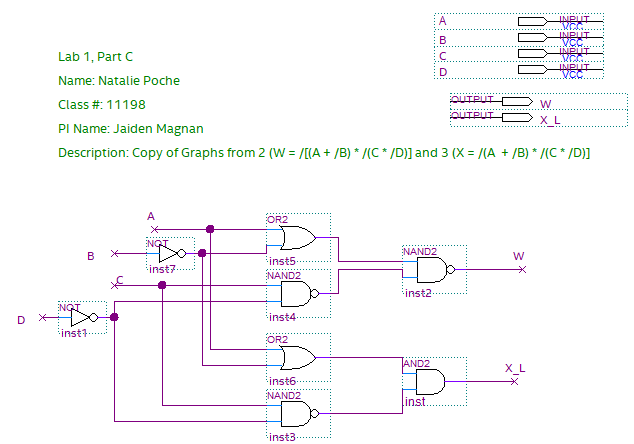 A INPUT
VCC
B INPUT
VCC
C INPUT
VCC
D INPUT
VCC
OUTPUT W
OUTPUT X_L
Lab 1, Part C
Name: Natalie Poche
Class #: 11198
PI Name: Jaiden Magnan
Description: Copy of Graphs from 2 (W = /[(A + /B) * /(C * /D)] and 3 (X = /(A + /B) * /(C * /D)]
A
OR2
inst5
B
NOT
inst7
C
NAND2
inst4
NAND2
inst2
W
D
NOT
inst1
OR2
inst6
AND2
inst
X_L
NAND2
inst3